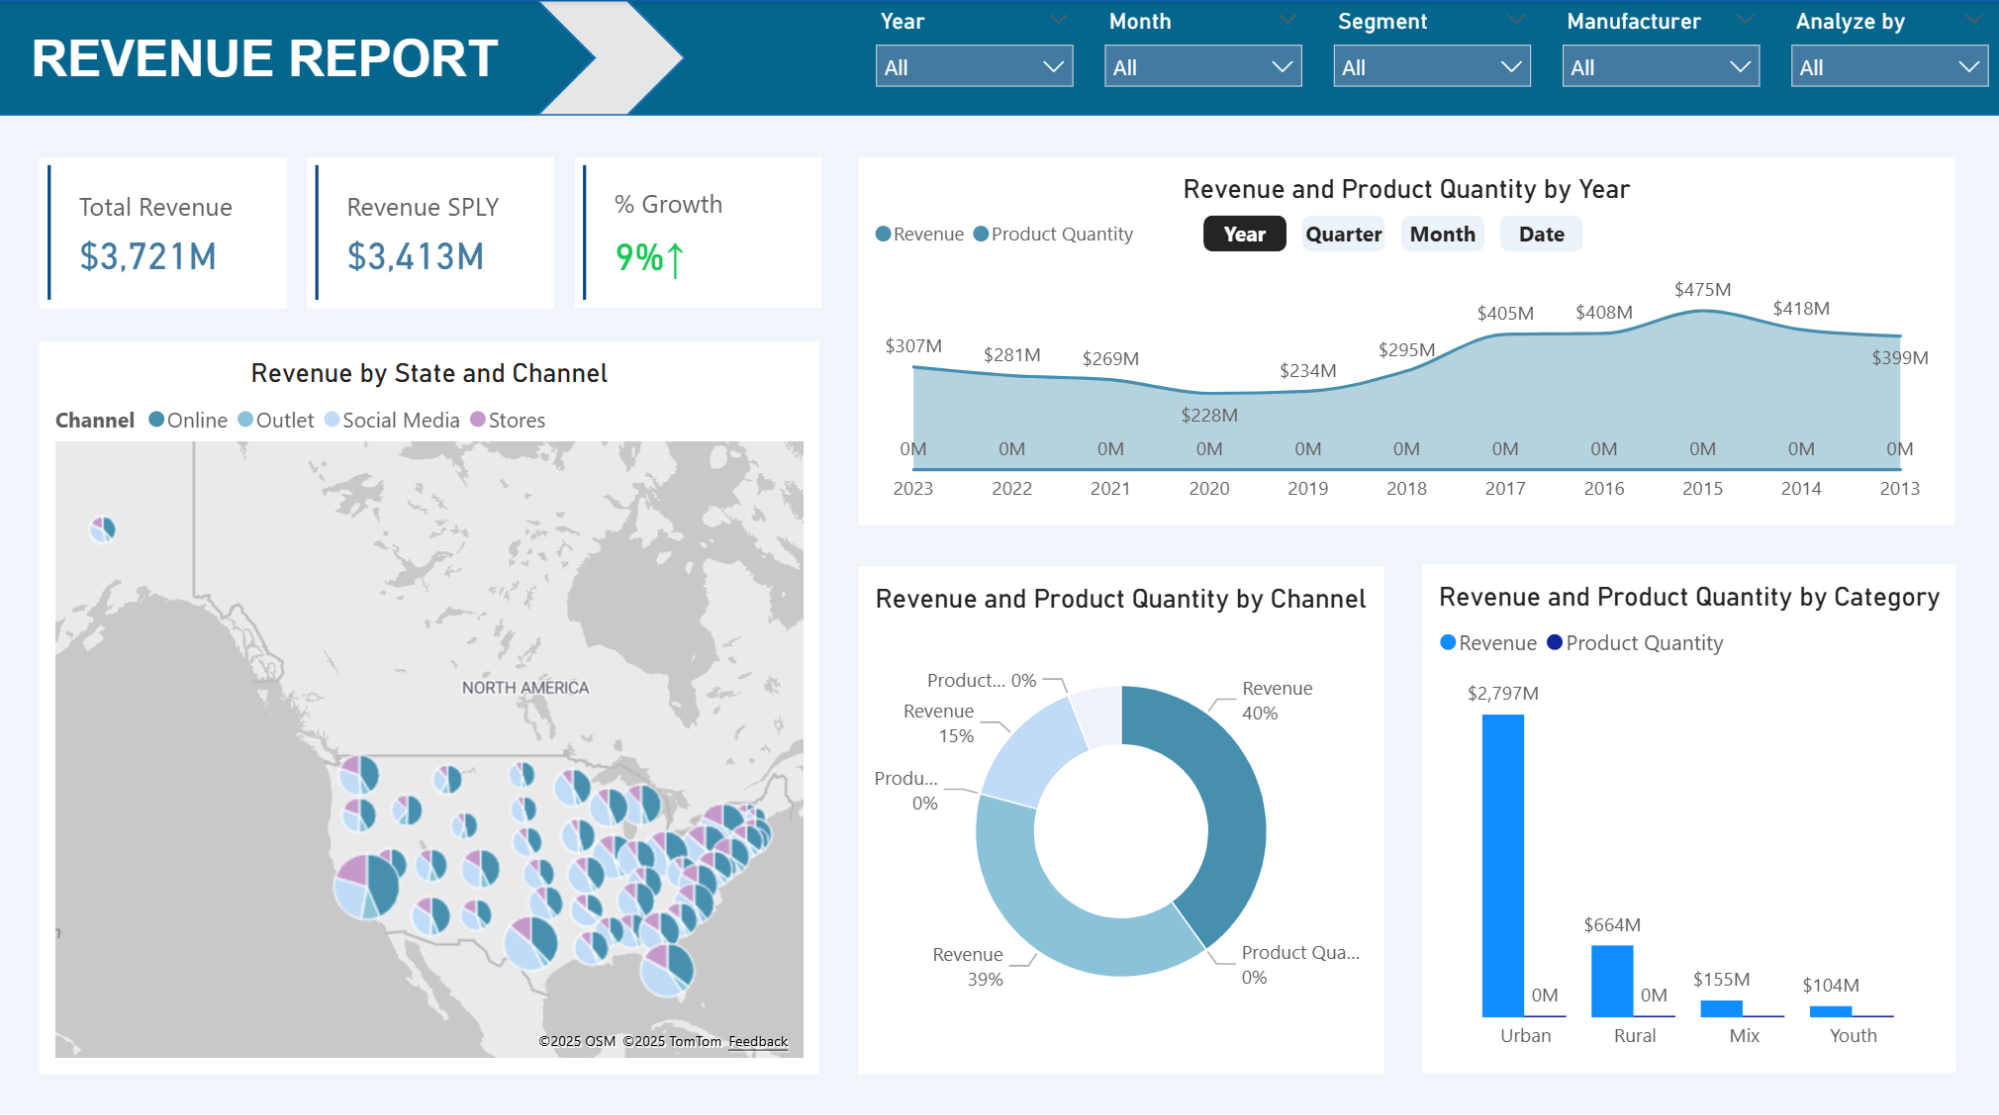 REVENUE REPORT
Year
Month
Segment
Manufacturer
Analyze by
All
All
All
All
All
Total Revenue
$3,721M
Revenue SPLY
$3,413M
% Growth
9%↑
Revenue and Product Quantity by Year
Revenue Product Quantity
Year
Quarter
Month
Date
$307M
$281M
$269M
$228M
$234M
$295M
$405M
$408M
$475M
$418M
$399M
0M 0M 0M 0M 0M 0M 0M 0M 0M 0M 0M
2023 2022 2021 2020 2019 2018 2017 2016 2015 2014 2013
Revenue by State and Channel
Channel Online Outlet Social Media Stores
NORTH AMERICA
©2025 OSM ©2025 TomTom Feedback
Revenue and Product Quantity by Channel
Product... 0%
Revenue
15%
Produ...
0%
Revenue
39%
Revenue
40%
Product Qua...
0%
Revenue and Product Quantity by Category
Revenue Product Quantity
$2,797M
0M
$664M
0M
$155M
$104M
Urban
Rural
Mix
Youth